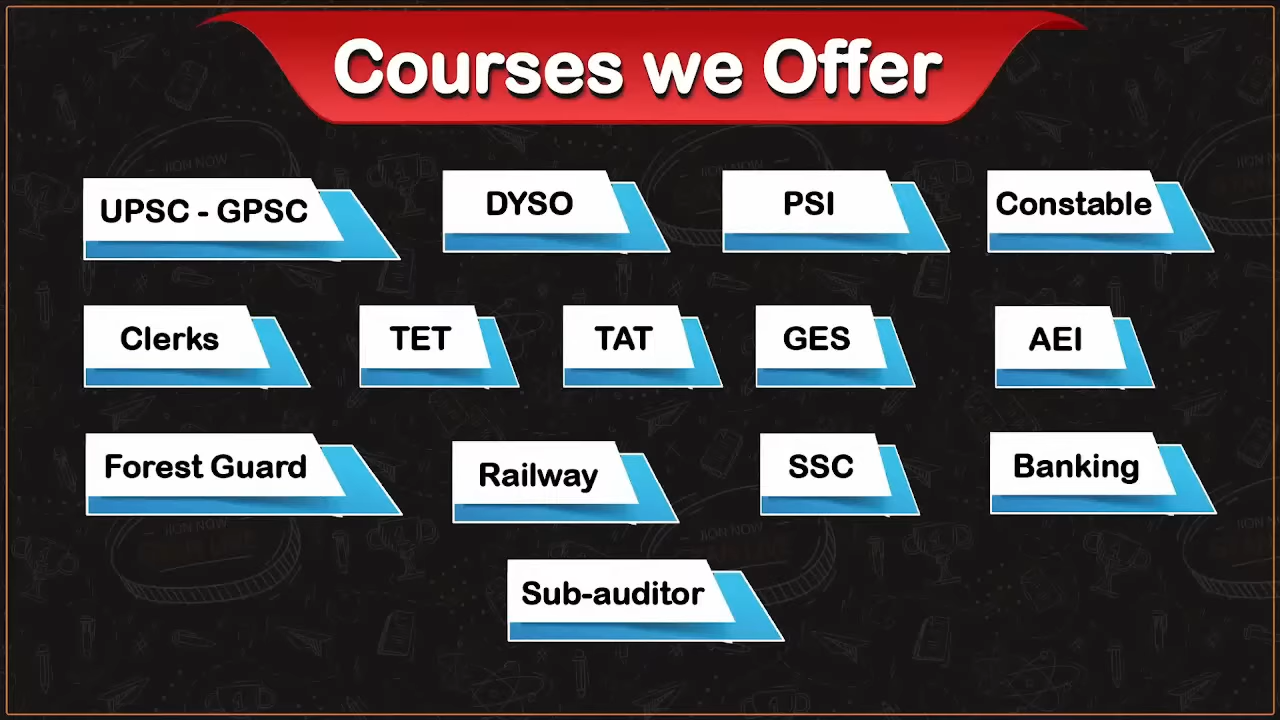 Courses we Offer
UPSC - GPSC
DYSO
PSI
Constable
Clerks
TET
TAT
GES
AEI
Forest Guard
Railway
SSC
Banking
Sub-auditor